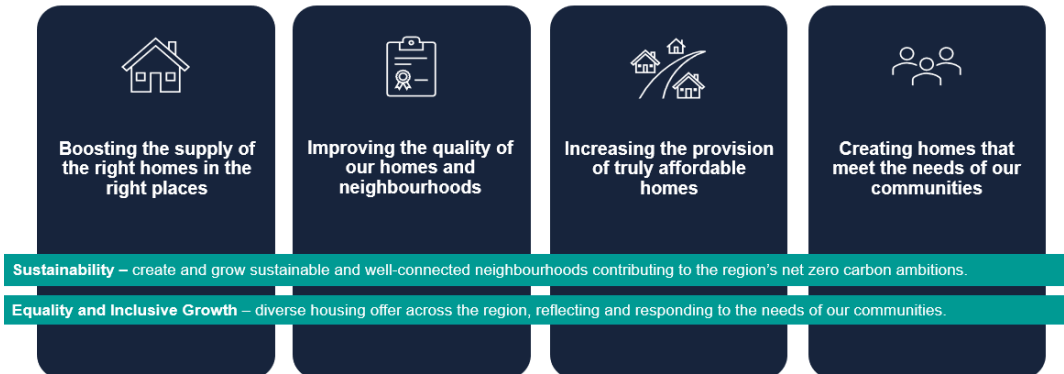 Boosting the supply of
the right homes in the
right places
Improving the quality of
our homes and
neighbourhoods
Increasing the provision
of truly affordable
homes
Creating homes that
meet the needs of our
communities
Sustainability – create and grow sustainable and well-connected neighbourhoods contributing to the region’s net zero carbon ambitions.
Equality and Inclusive Growth – diverse housing offer across the region, reflecting and responding to the needs of our communities.